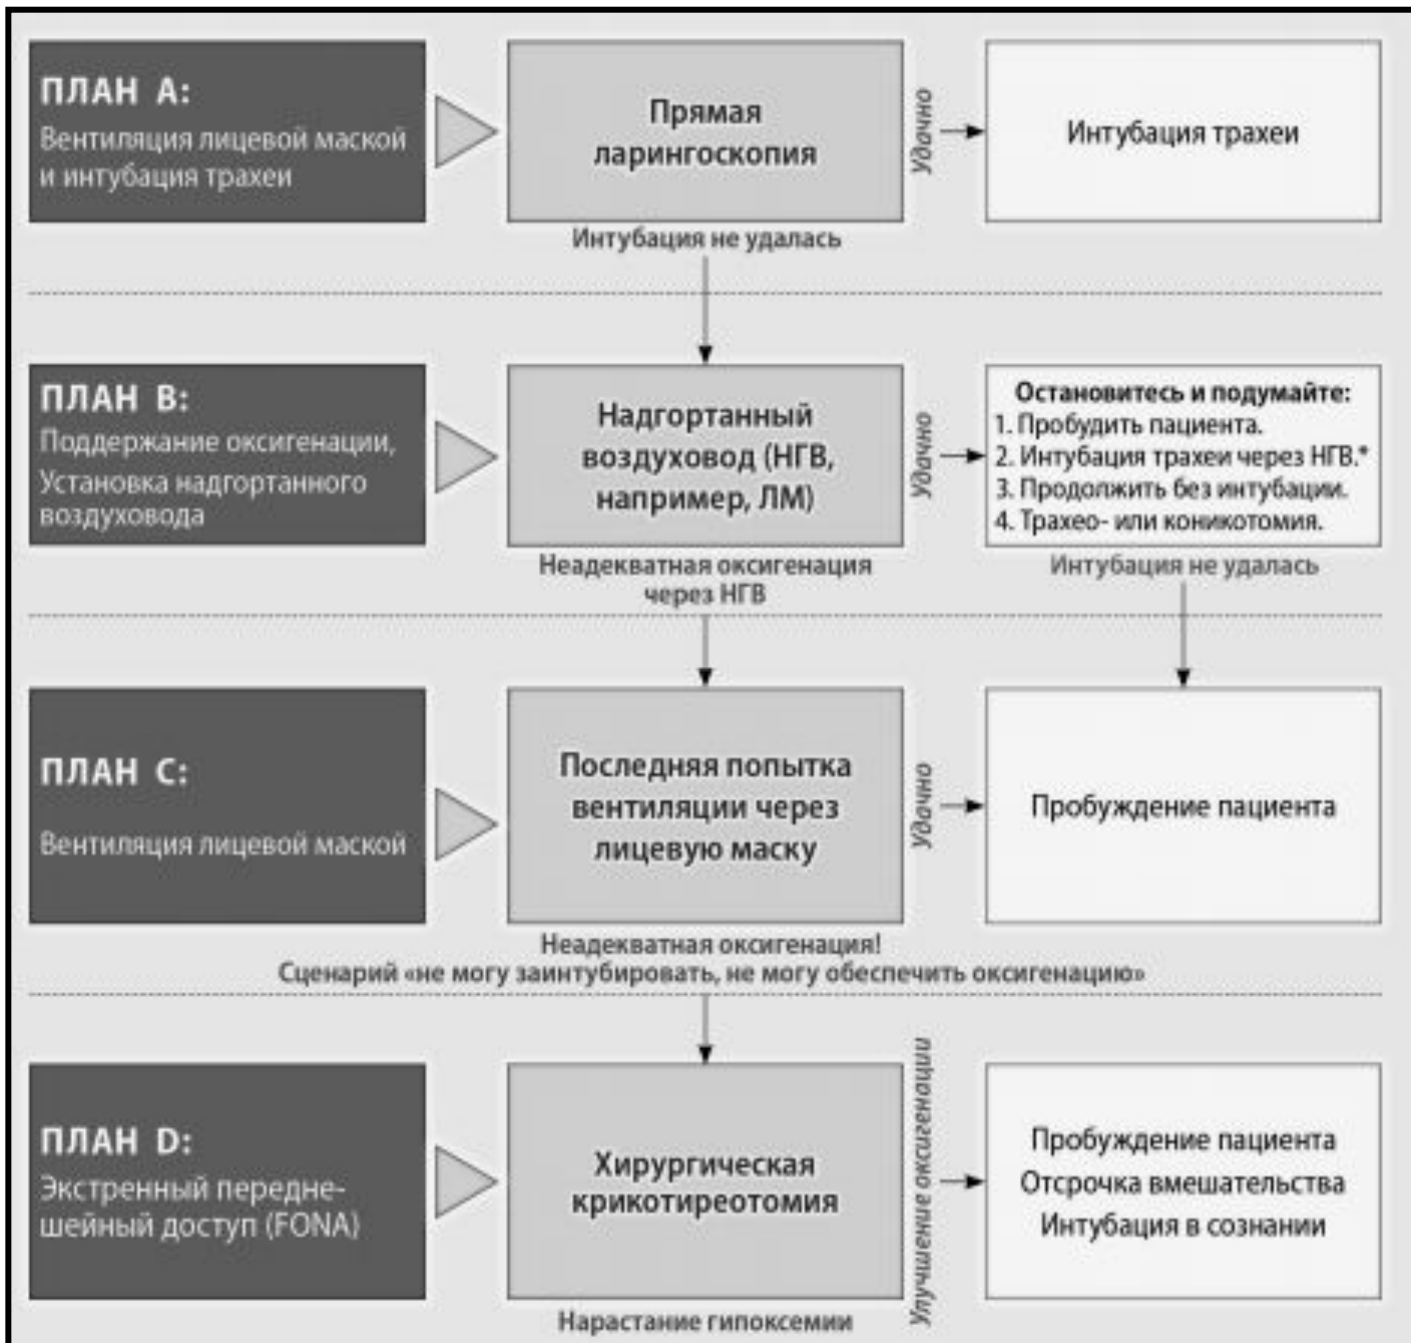 ПЛАН A:
Вентиляция лицевой маской
и интубация трахеи
Прямая
ларингоскопия
Удачно
Интубация трахеи
Интубация не удалась
ПЛАН B:
Поддержание оксигенации,
Установка надгортанного
воздуховода
Надгортанный
воздуховод (НГВ,
например, ЛМ)
Удачно
Остановитесь и подумайте:
1. Пробудить пациента.
2. Интубация трахеи через НГВ.*
3. Продолжить без интубации.
4. Трахео- или коникотомия.
Неадекватная оксигенация
через НГВ
Интубация не удалась
ПЛАН C:
Вентиляция лицевой маской
Последняя попытка
вентиляции через
лицевую маску
Удачно
Пробуждение пациента
Неадекватная оксигенация!
Сценарий «не могу заинтубировать, не могу обеспечить оксигенацию»
ПЛАН D:
Экстренный передне-
шейный доступ (FONA)
Хирургическая
крикотиреотомия
Улучшение оксигенации
Пробуждение пациента
Отсрочка вмешательства
Интубация в сознании
Нарастание гипоксемии